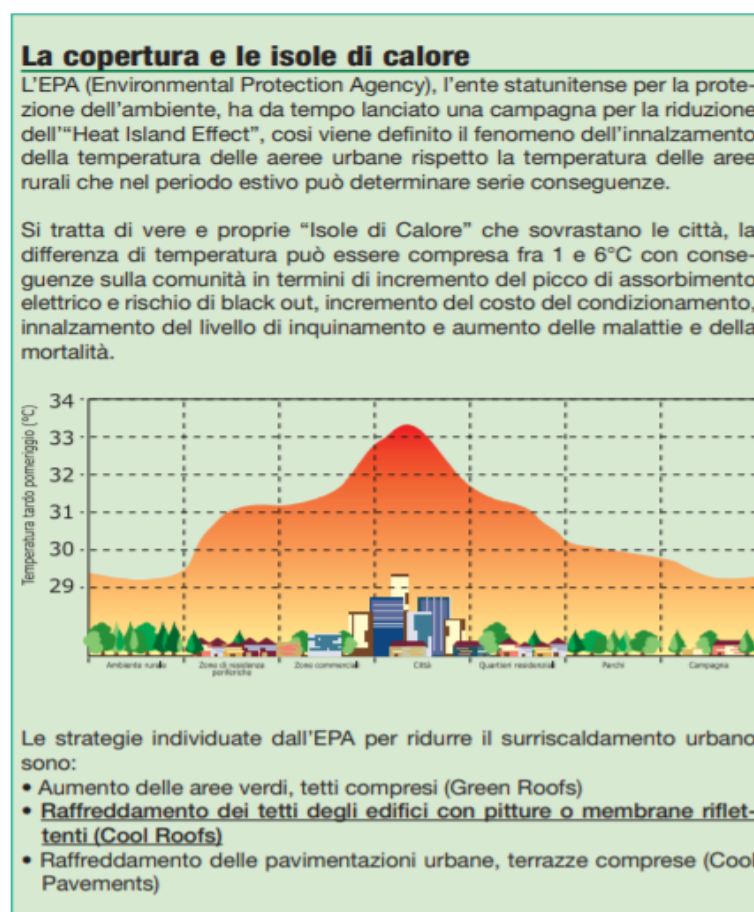 La copertura e le isole di calore
L'EPA (Environmental Protection Agency), l'ente statunitense per la prote-
zione dell'ambiente, ha da tempo lanciato una campagna per la riduzione
dell'"Heat Island Effect", cosi viene definito il fenomeno dell'innalzamento
della temperatura delle aeree urbane rispetto la temperatura delle aree
rurali che nel periodo estivo può determinare serie conseguenze.
Si tratta di vere e proprie "Isole di Calore" che sovrastano le città, la
differenza di temperatura può essere compresa fra 1 e 6°C con conse-
guenze sulla comunità in termini di incremento del picco di assorbimento
elettrico e rischio di black out, incremento del costo del condizionamento,
innalzamento del livello di inquinamento e aumento delle malattie e della
mortalità.
Temperatura tardo pomeriggio (°C)
34
33
32
31
30
29
Ambiente rurale
Zone di residenza
periferiche
Zone commerciali
Città
Quartieri residenziali
Parchi
Campagna
Le strategie individuate dall'EPA per ridurre il surriscaldamento urbano
sono:
• Aumento delle aree verdi, tetti compresi (Green Roofs)
• Raffreddamento dei tetti degli edifici con pitture o membrane riflet-
tenti (Cool Roofs)
• Raffreddamento delle pavimentazioni urbane, terrazze comprese (Cool
Pavements)